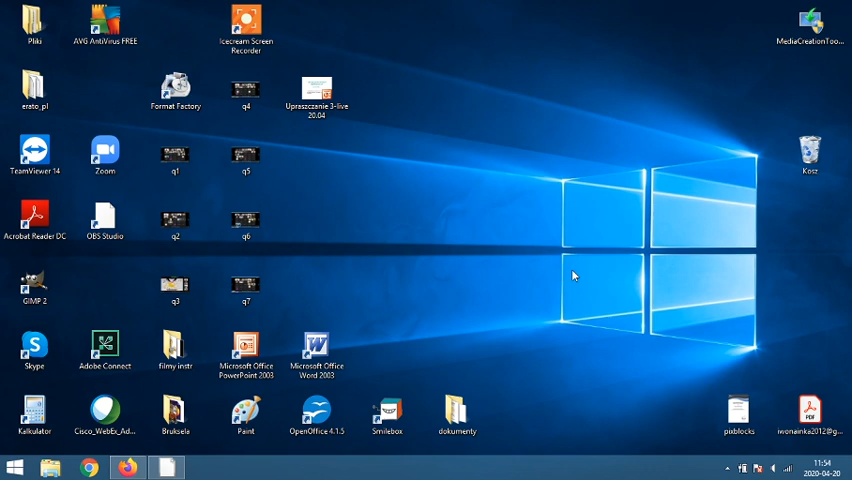 Pliki
AVG AntiVirus FREE
Icecream Screen
Recorder
MediaCreationToo...
erato_pl
Format Factory
q4
Upraszczanie 3-live
20.04
TeamViewer 14
Zoom
q1
q5
Kosz
Acrobat Reader DC
OBS Studio
q2
q6
GIMP 2
q3
q7
Skype
Adobe Connect
filmy instr
Microsoft Office
PowerPoint 2003
Microsoft Office
Word 2003
Kalkulator
Cisco_WebEx_Ad...
Bruksela
Paint
OpenOffice 4.1.5
Smilebox
dokumenty
pixblocks
PDF
iwonainka2012@g...
11:54
2020-04-20